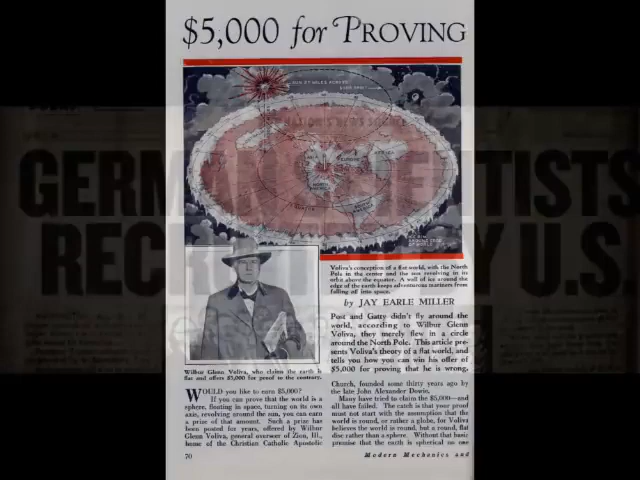 $5,000 for PROVING
GERMAN SCIENTISTS
RECRUITED BY U.S.
NORTH
AMERICA
Voliva's conception of a flat world, with the North
Pole in the center and the sun revolving in its
orbit above the equator. A wall of ice around the
edge of the earth keeps adventurous mariners from
falling off into space.
by JAY EARLE MILLER
Post and Gatty didn't fly around the
world, according to Wilbur Glenn
Voliva, they merely flew in a circle
around the North Pole. This article pre-
sents Voliva's theory of a flat world, and
tells you how you can win his offer of
$5,000 for proving that he is wrong.
Wilbur Glenn Voliva, who claims the earth is
flat and offers $5,000 for proof to the contrary.
WOULD you like to earn $5,000?
If you can prove that the world is a
sphere, floating in space, turning on its own
axis, revolving around the sun, you can earn
a prize of that amount. Such a prize has
been posted for years, offered by Wilbur
Glenn Voliva, general overseer of Zion, Ill.,
home of the Christian Catholic Apostolic
Church, founded some thirty years ago by
the late John Alexander Dowie.
Many have tried to claim the $5,000—and
all have failed. The catch is that your proof
must not start with the assumption that the
world is round, or rather a globe, for Voliva
believes the world is round, but a round, flat
disc rather than a sphere. Without that basic
premise that the earth is spherical no one
70
Modern Mechanics and